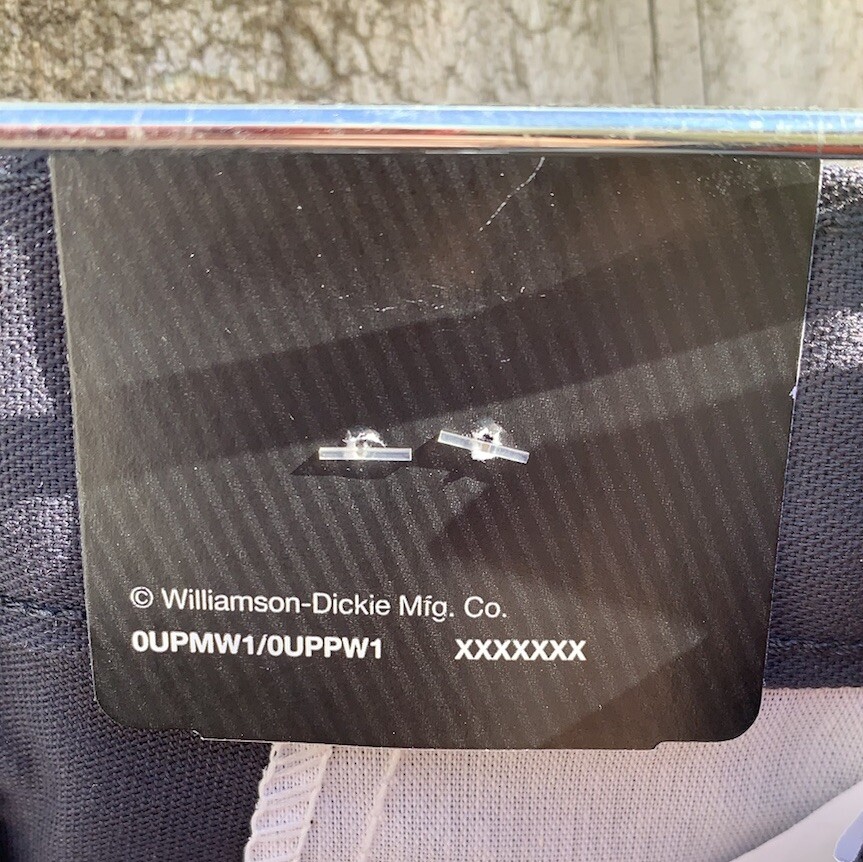 © Williamson-Dickie Mfg. Co.
0UPMW1/0UPPW1 XXXXXXX